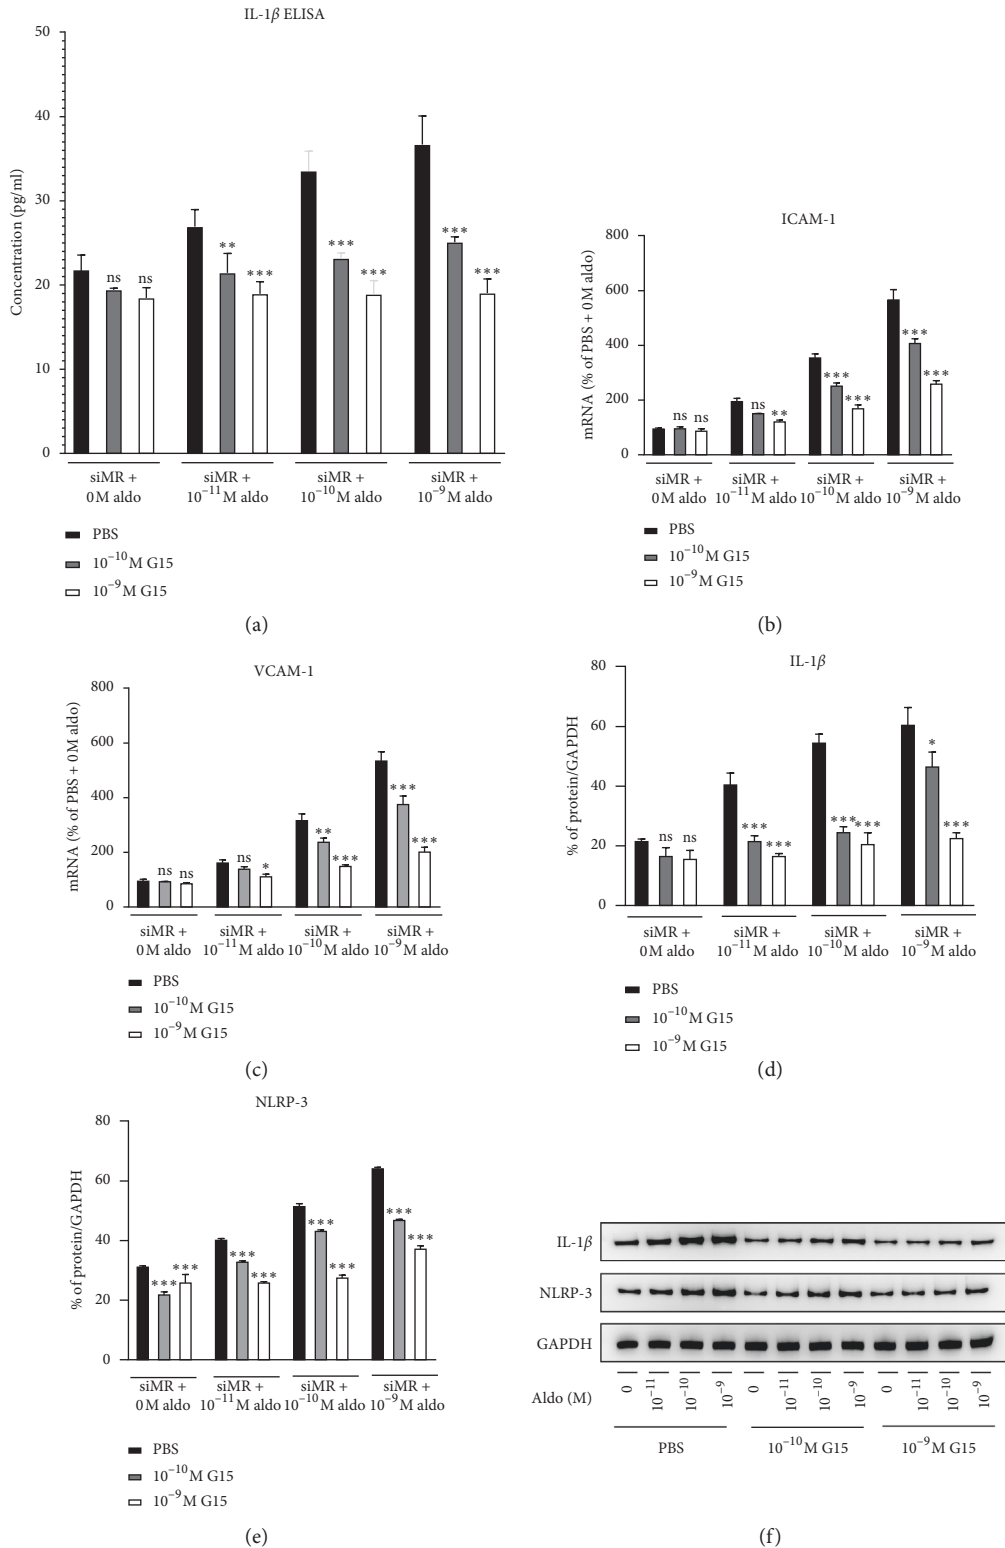 IL-1β ELISA
50
40
30
20
10
0
Concentration (pg/ml)
ns
ns
**
***
***
***
***
***
siMR +
0 M aldo
siMR +
10⁻¹¹ M aldo
siMR +
10⁻¹⁰ M aldo
siMR +
10⁻⁹ M aldo
PBS
10⁻¹⁰ M G15
10⁻⁹ M G15
(a)
ICAM-1
800
600
400
200
0
mRNA (% of PBS + 0 M aldo)
ns
ns
ns
**
***
***
***
***
siMR +
0 M aldo
siMR +
10⁻¹¹ M aldo
siMR +
10⁻¹⁰ M aldo
siMR +
10⁻⁹ M aldo
PBS
10⁻¹⁰ M G15
10⁻⁹ M G15
(b)
VCAM-1
800
600
400
200
0
mRNA (% of PBS + 0 M aldo)
ns
ns
ns
*
**
***
***
***
siMR +
0 M aldo
siMR +
10⁻¹¹ M aldo
siMR +
10⁻¹⁰ M aldo
siMR +
10⁻⁹ M aldo
PBS
10⁻¹⁰ M G15
10⁻⁹ M G15
(c)
IL-1β
80
60
40
20
0
% of protein/GAPDH
ns
ns
***
***
***
***
*
***
siMR +
0 M aldo
siMR +
10⁻¹¹ M aldo
siMR +
10⁻¹⁰ M aldo
siMR +
10⁻⁹ M aldo
PBS
10⁻¹⁰ M G15
10⁻⁹ M G15
(d)
NLRP-3
80
60
40
20
0
% of protein/GAPDH
***
***
***
***
***
***
***
***
siMR +
0 M aldo
siMR +
10⁻¹¹ M aldo
siMR +
10⁻¹⁰ M aldo
siMR +
10⁻⁹ M aldo
PBS
10⁻¹⁰ M G15
10⁻⁹ M G15
(e)
IL-1β
NLRP-3
GAPDH
Aldo (M)
0
10⁻¹¹
10⁻¹⁰
10⁻⁹
0
10⁻¹¹
10⁻¹⁰
10⁻⁹
0
10⁻¹¹
10⁻¹⁰
10⁻⁹
PBS
10⁻¹⁰ M G15
10⁻⁹ M G15
(f)